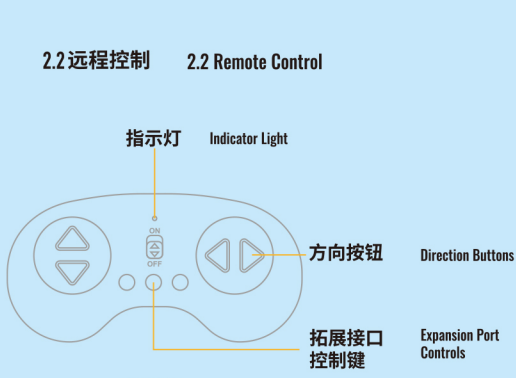 2.2远程控制 2.2 Remote Control
指示灯 Indicator Light
ON
OFF
方向按钮 Direction Buttons
拓展接口 Expansion Port
控制键 Controls